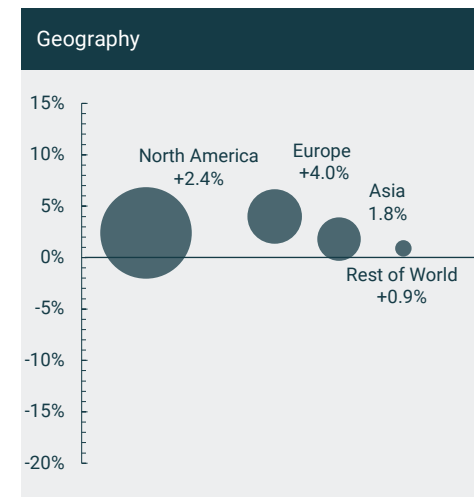 Geography
15%
10%
5%
0%
-5%
-10%
-15%
-20%
North America
+2.4%
Europe
+4.0%
Asia
1.8%
Rest of World
+0.9%